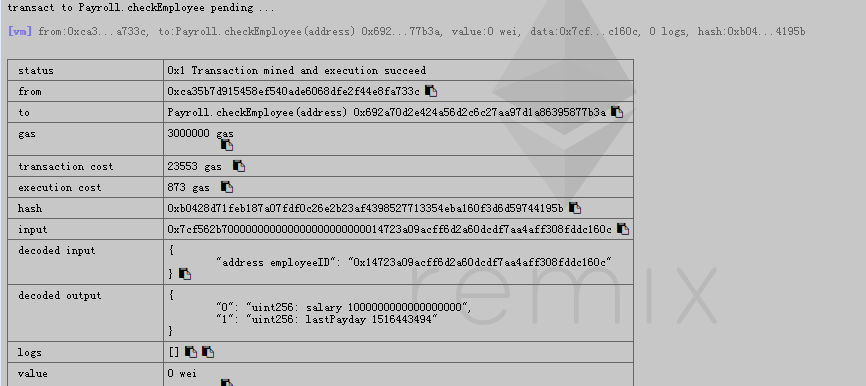 transact to Payroll.checkEmployee pending ...
[vm] from:0xca3...a733c, to:Payroll.checkEmployee(address) 0x692...77b3a, value:0 wei, data:0x7cf...c160c, 0 logs, hash:0xb04...4195b
status 0x1 Transaction mined and execution succeed
from 0xca35b7d915458ef540ade6068dfe2f44e8fa733c
to Payroll.checkEmployee(address) 0x692a70d2e424a56d2c6c27aa97d1a86395877b3a
gas 3000000 gas
transaction cost 23553 gas
execution cost 873 gas
hash 0xb0428d71feb187a07fdf0c26e2b23af4398527713354eba160f3d6d59744195b
input 0x7cf562b700000000000000000000000014723a09acff6d2a60dcdf7aa4aff308fddc160c
decoded input {
"address employeeID": "0x14723a09acff6d2a60dcdf7aa4aff308fddc160c"
}
decoded output {
"0": "uint256: salary 1000000000000000000",
"1": "uint256: lastPayday 1516443494"
}
remix
logs []
value 0 wei